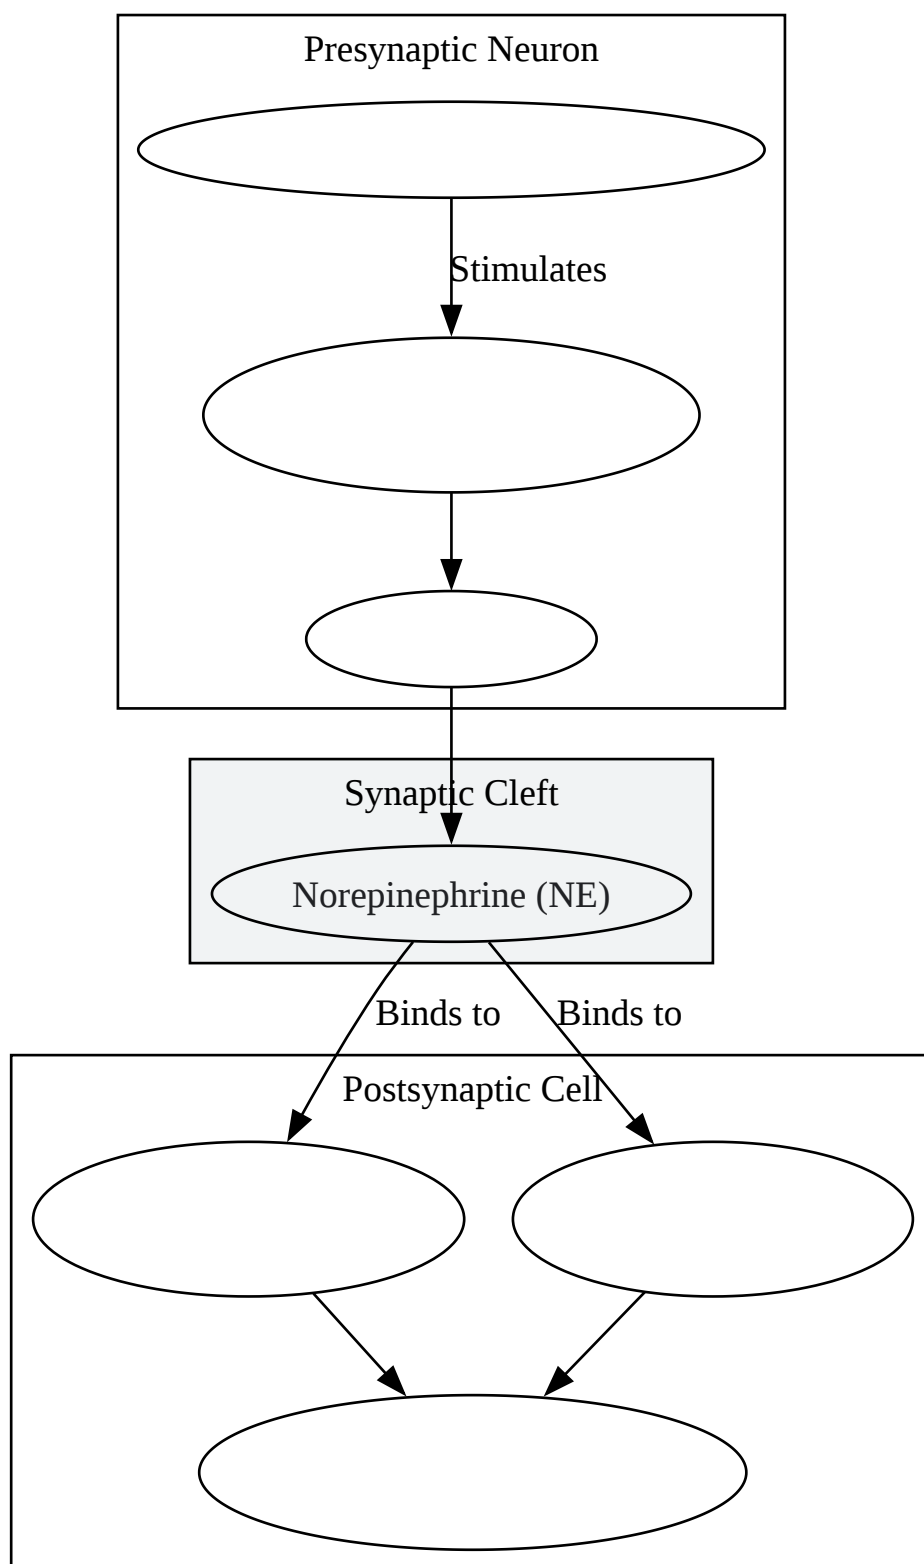 Presynaptic Neuron
Stimulates
Synaptic Cleft
Norepinephrine (NE)
Binds to
Binds to
Postsynaptic Cell